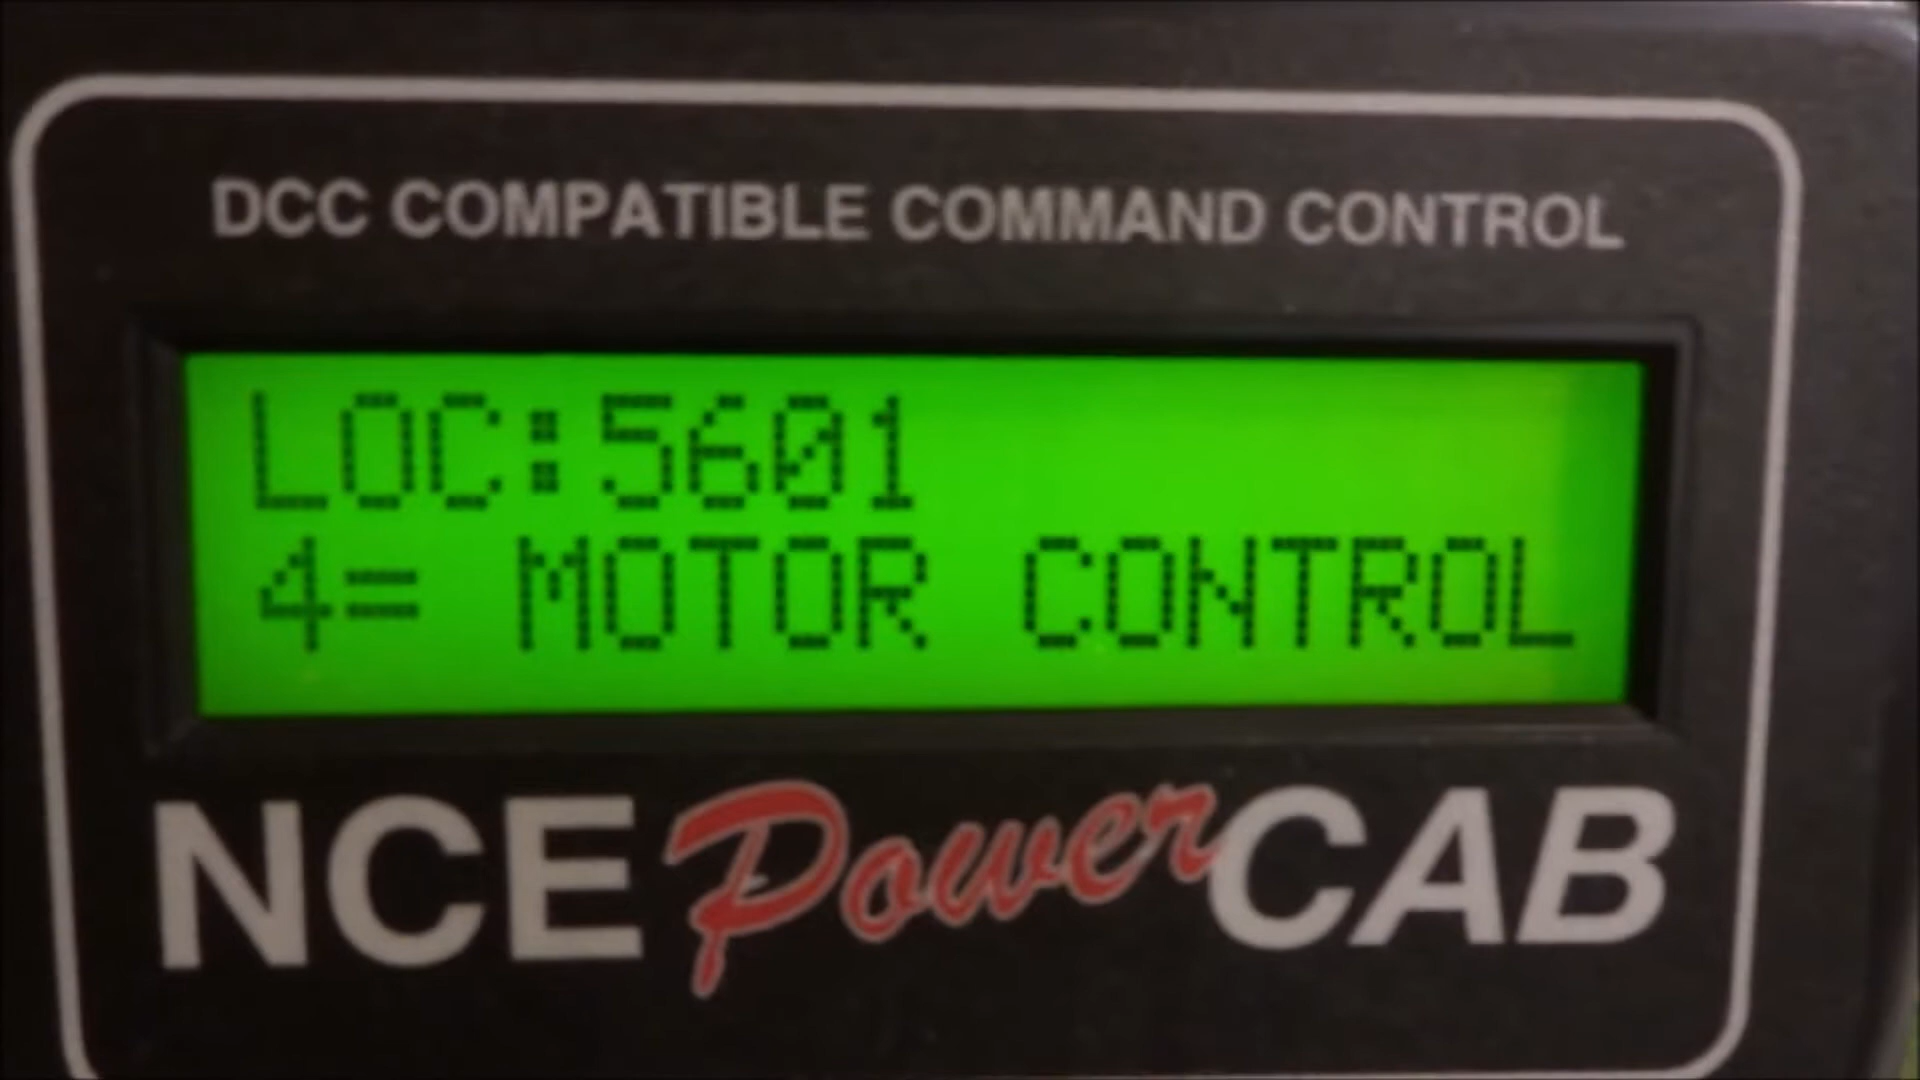 DCC COMPATIBLE COMMAND CONTROL
LOC:5601
4= MOTOR CONTROL
NCE Power CAB